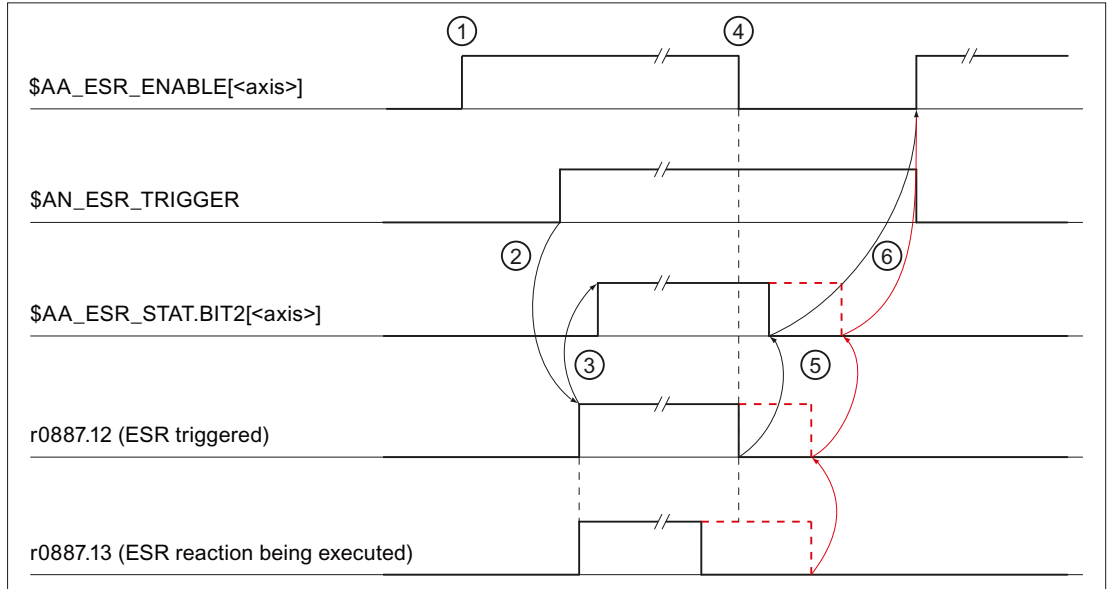 ① ④
$AA_ESR_ENABLE[<axis>]
$AN_ESR_TRIGGER
② ⑥
$AA_ESR_STAT.BIT2[<axis>]
③ ⑤
r0887.12 (ESR triggered)
r0887.13 (ESR reaction being executed)